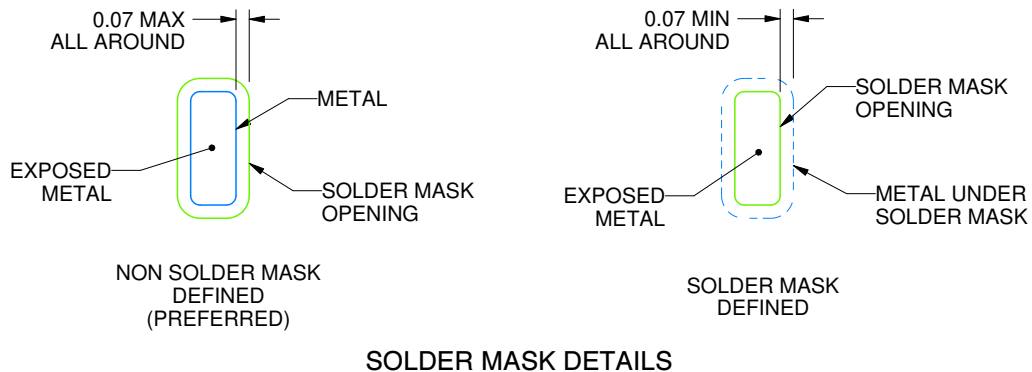 0.07 MAX
ALL AROUND
METAL
EXPOSED
METAL
SOLDER MASK
OPENING
NON SOLDER MASK
DEFINED
(PREFERRED)
0.07 MIN
ALL AROUND
SOLDER MASK
OPENING
EXPOSED
METAL
METAL UNDER
SOLDER MASK
SOLDER MASK
DEFINED
SOLDER MASK DETAILS